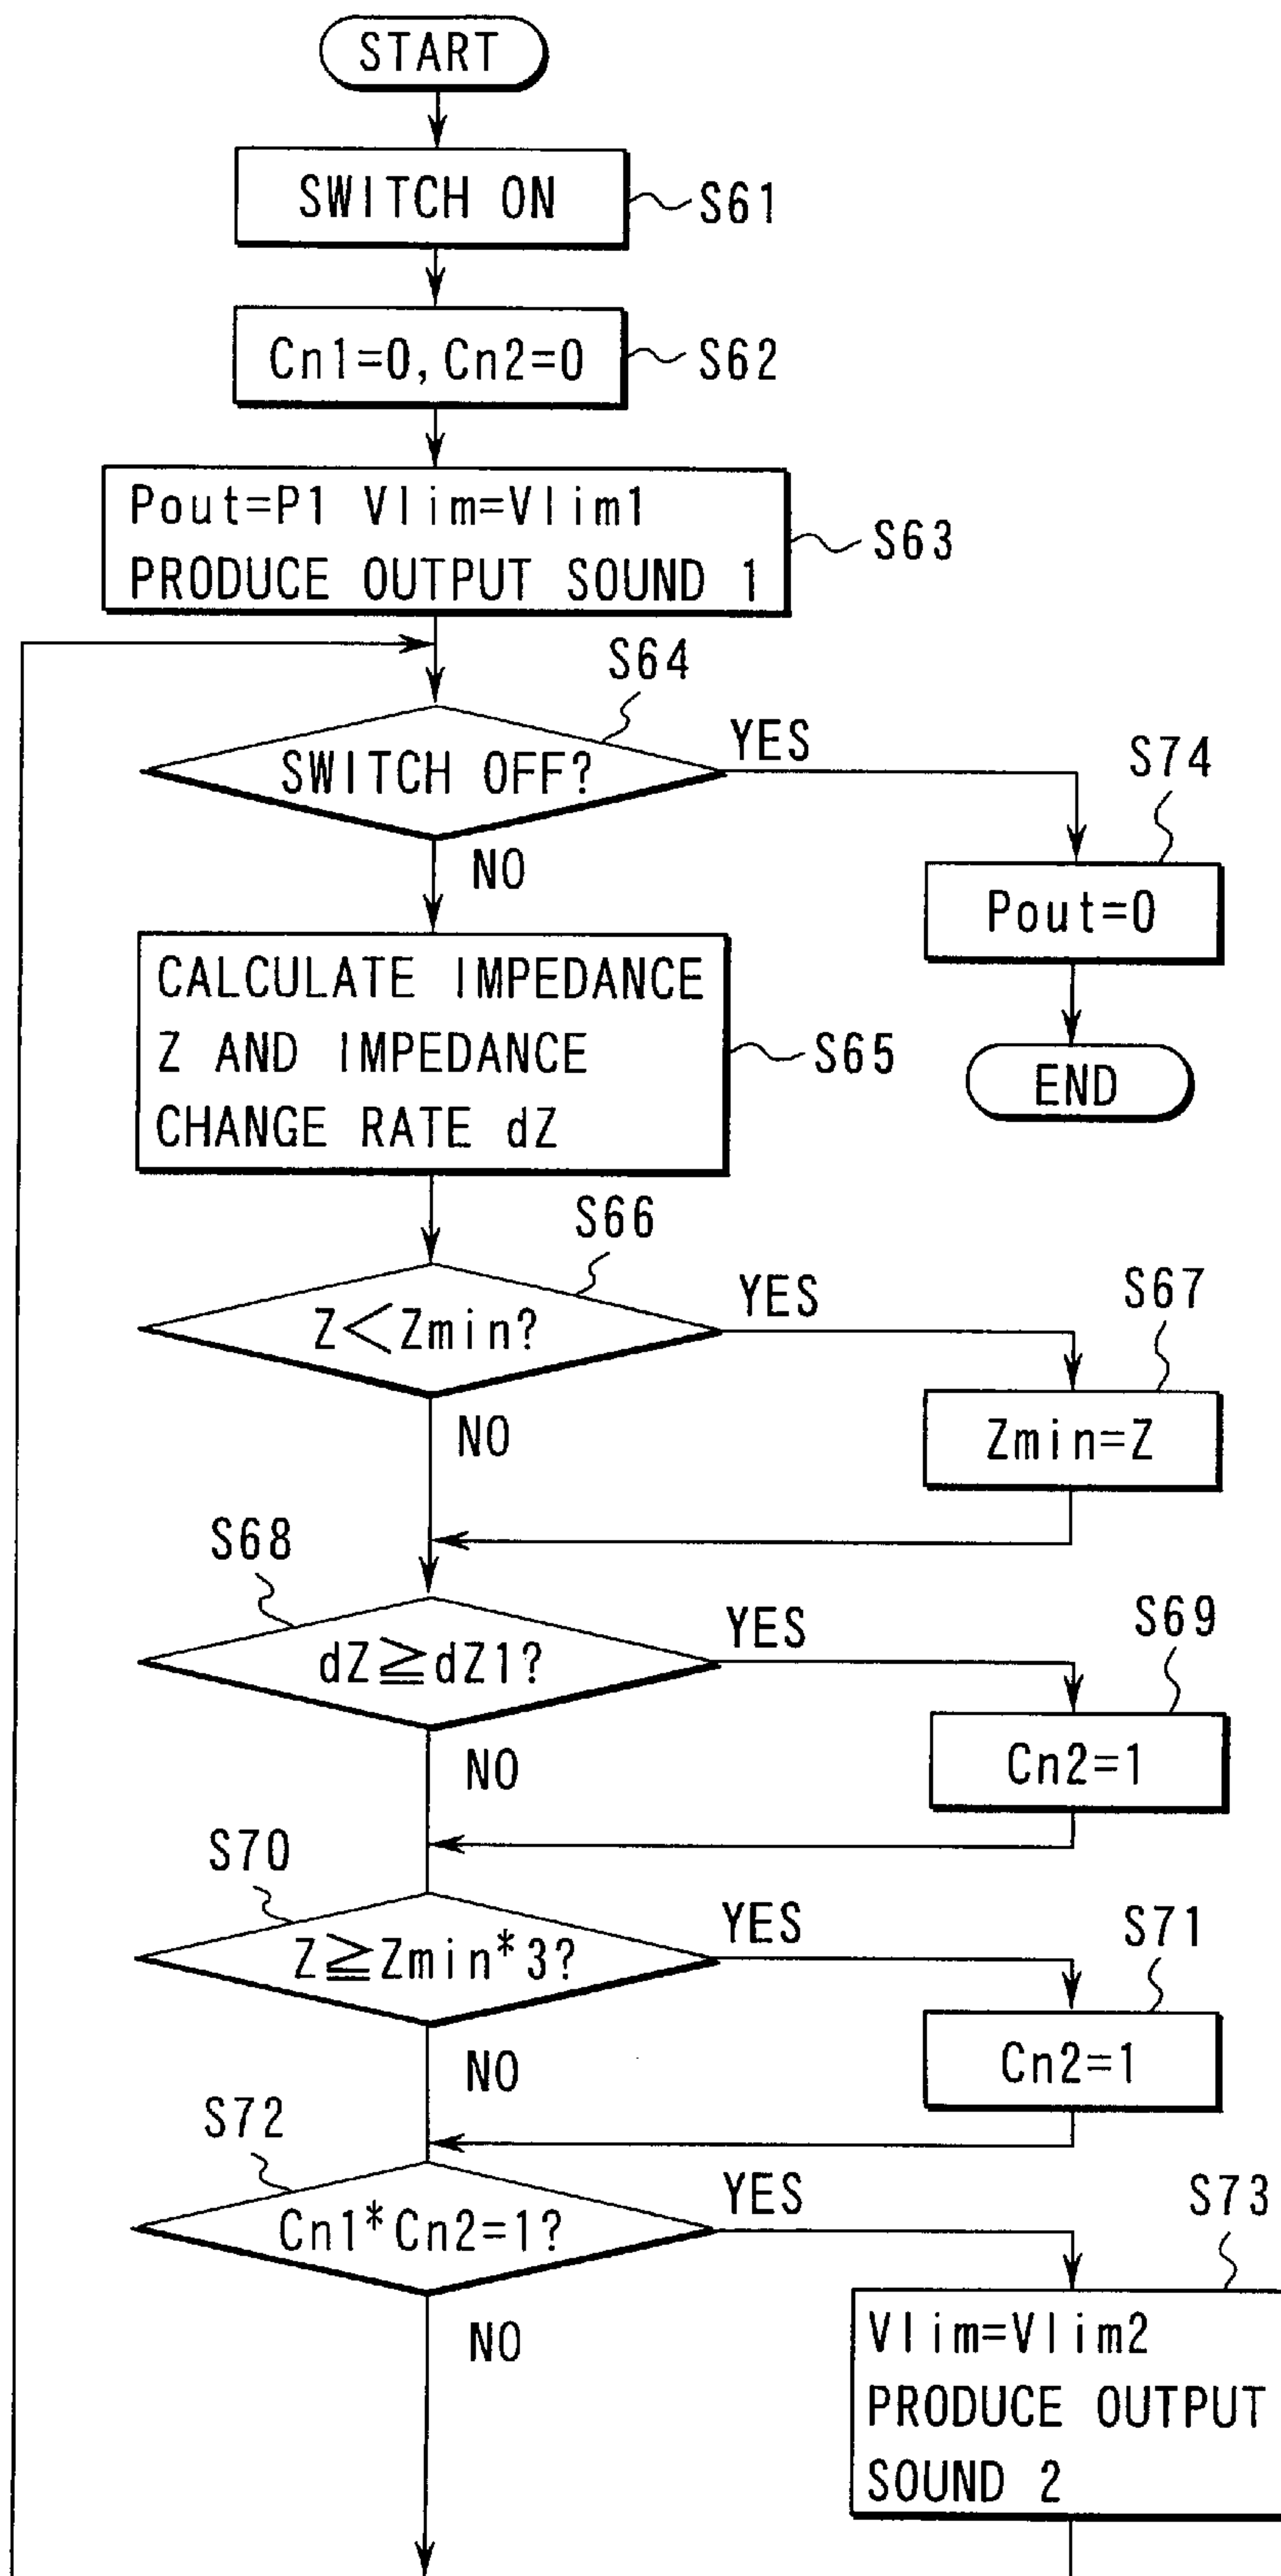 START
SWITCH ON
S61
Cn1=0, Cn2=0
S62
Pout=P1 Vlim=Vlim1
PRODUCE OUTPUT SOUND 1
S63
S64
SWITCH OFF?
YES
NO
S74
Pout=0
END
CALCULATE IMPEDANCE
Z AND IMPEDANCE
CHANGE RATE dZ
S65
S66
Z<Zmin?
YES
NO
S67
Zmin=Z
S68
dZ≧dZ1?
YES
NO
S69
Cn2=1
S70
Z≧Zmin*3?
YES
NO
S71
Cn2=1
S72
Cn1*Cn2=1?
YES
NO
S73
Vlim=Vlim2
PRODUCE OUTPUT
SOUND 2